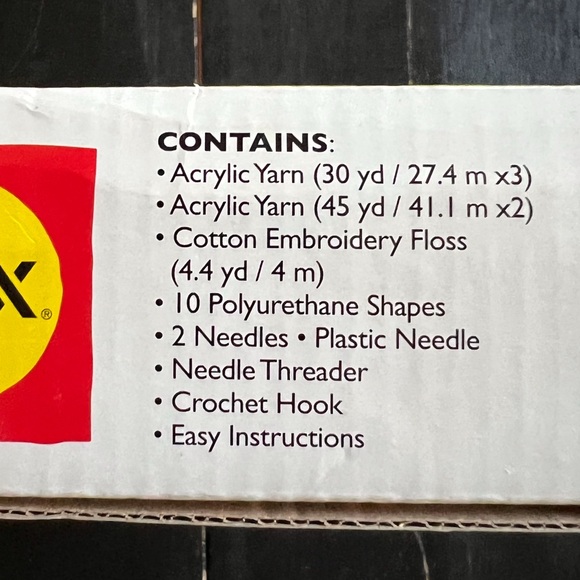 X®
CONTAINS:
• Acrylic Yarn (30 yd / 27.4 m x3)
• Acrylic Yarn (45 yd / 41.1 m x2)
• Cotton Embroidery Floss
(4.4 yd / 4 m)
• 10 Polyurethane Shapes
• 2 Needles • Plastic Needle
• Needle Threader
• Crochet Hook
• Easy Instructions